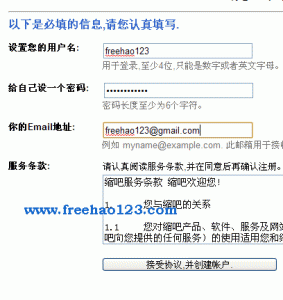 以下是必填的信息,请您认真填写.
设置您的用户名:
freehao123
用于登录,至少4位,只能是数字或者英文字母。
给自己设一个密码:
••••••••••••
密码长度至少为6个字符。
你的Email地址:
freehao123@gmail.com
例如 myname@example.com. 此邮箱用于接
服务条款:
请认真阅读服务条款,并在同意后再确认注册。
缩吧服务条款 缩吧欢迎您!
1. 您与缩吧的关系
www.freehao123.com
1.1 您对缩吧产品、软件、服务及网站
吧向您提供的任何服务）的使用适用您和缩
接受协议,并创建帐户.